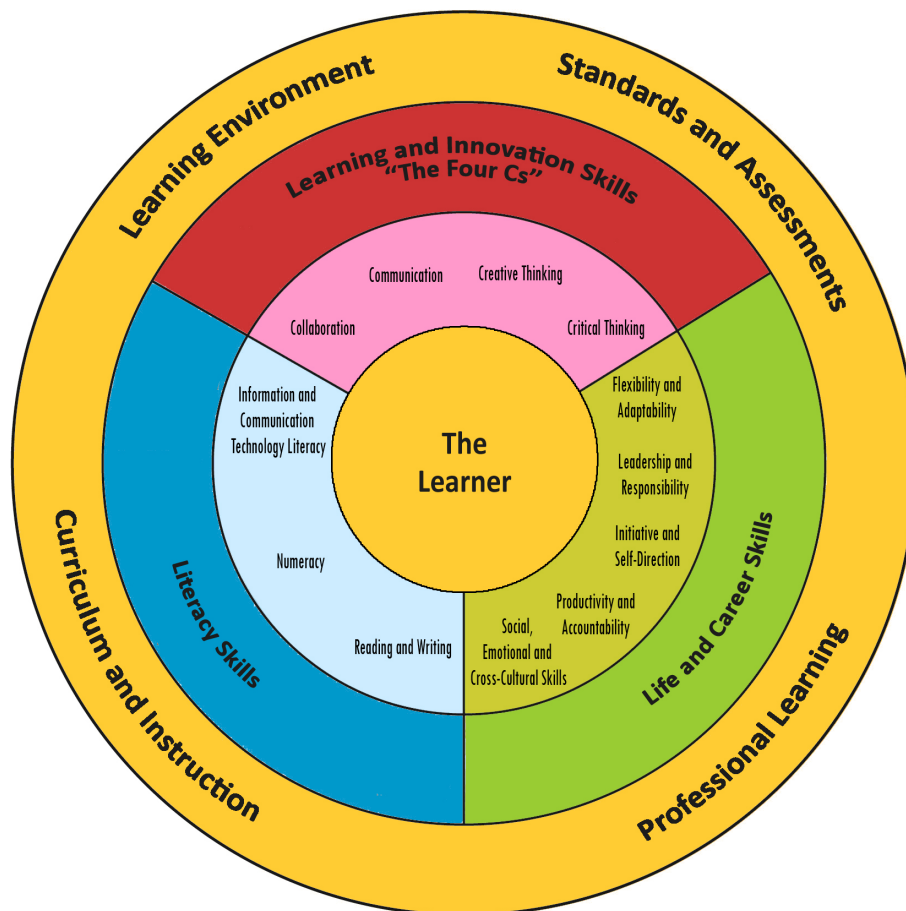 Learning Environment
Standards and Assessments
Learning and Innovation Skills
“The Four Cs”
Communication
Creative Thinking
Collaboration
Critical Thinking
Information and
Communication
Technology Literacy
Numeracy
Reading and Writing
Literacy Skills
The
Learner
Flexibility and
Adaptability
Leadership and
Responsibility
Initiative and
Self-Direction
Productivity and
Accountability
Social,
Emotional and
Cross-Cultural Skills
Life and Career Skills
Curriculum and Instruction
Professional Learning